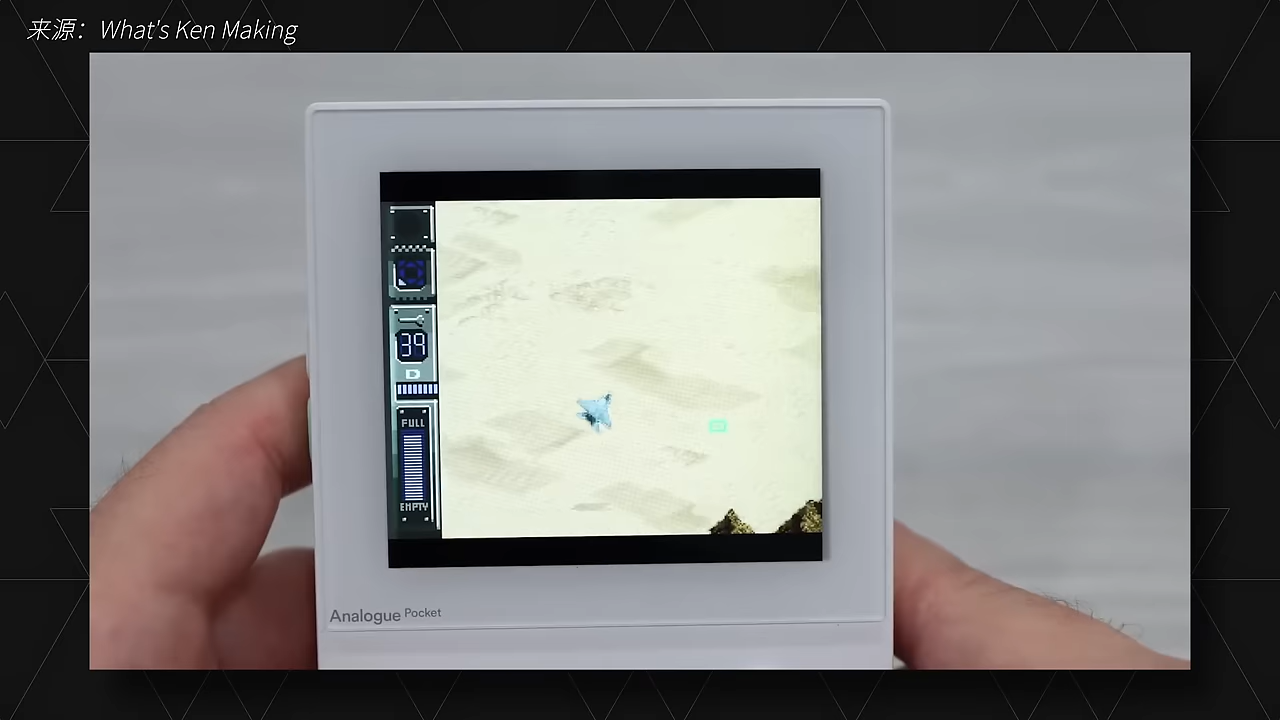 来源：What's Ken Making
39
D
FULL
EMPTY
Analogue Pocket